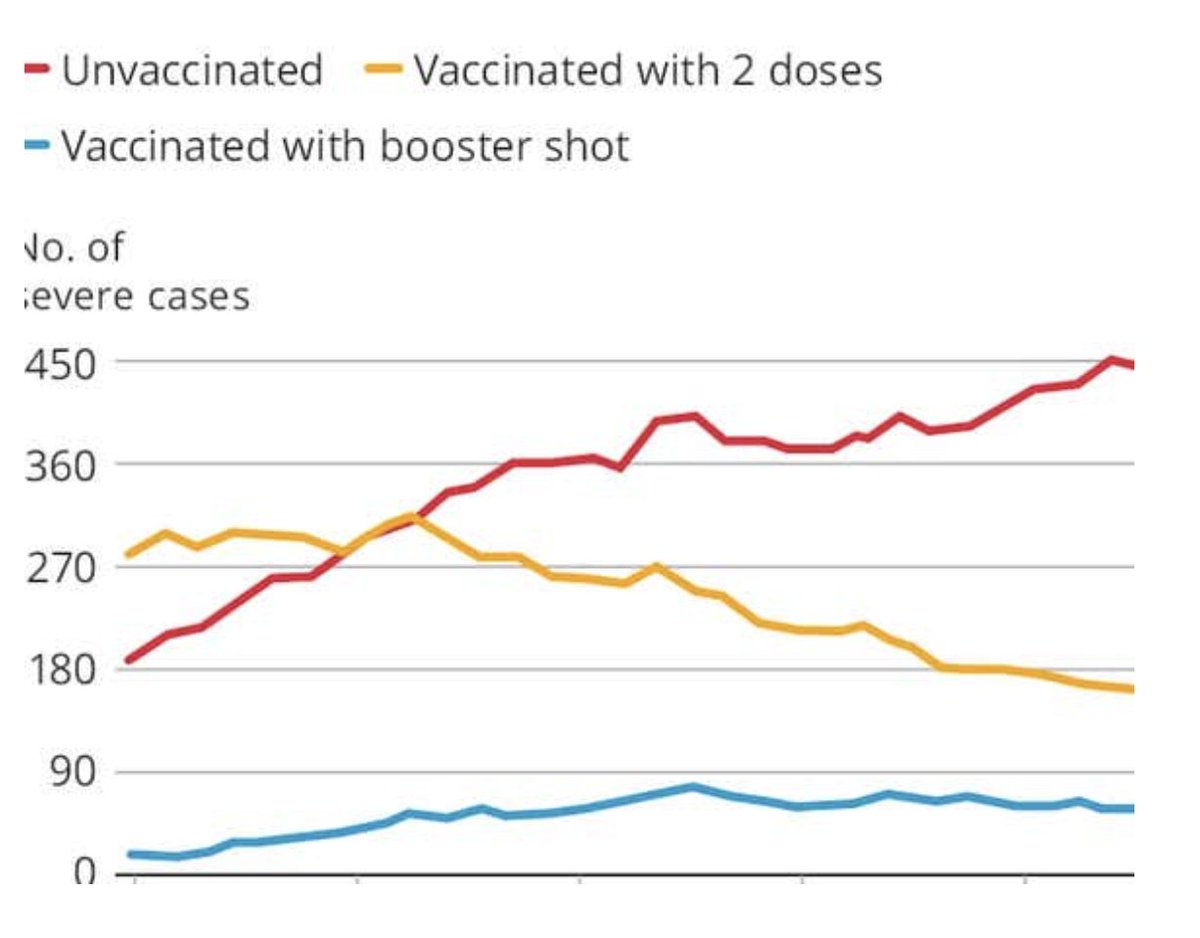 Unvaccinated Vaccinated with 2 doses
Vaccinated with booster shot
No. of
severe cases
450
360
270
180
90
0